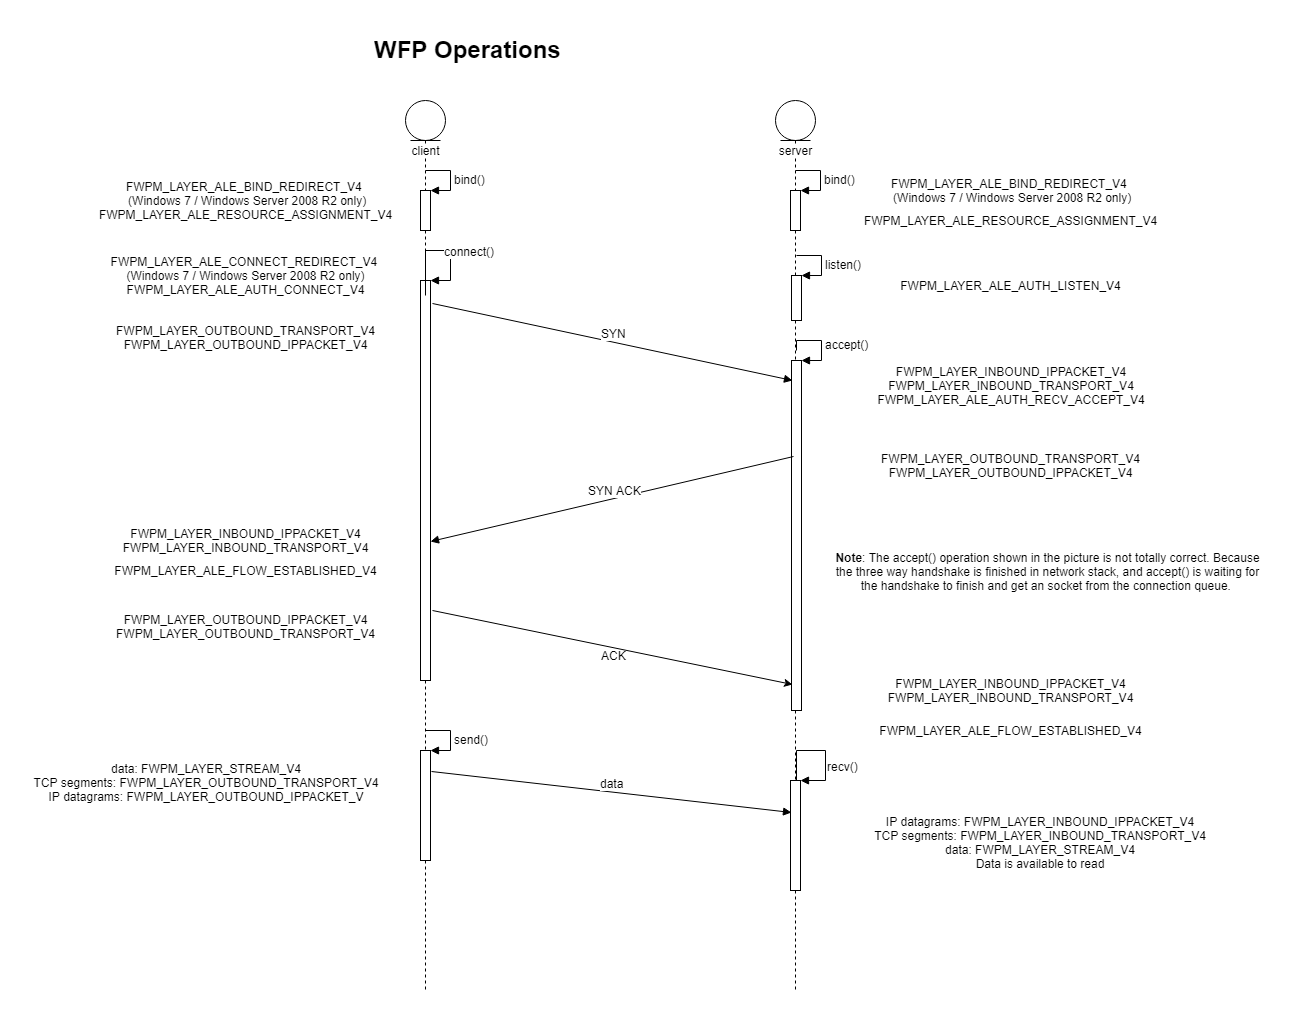 WFP Operations
client
server
bind()
bind()
FWPM_LAYER_ALE_BIND_REDIRECT_V4
(Windows 7 / Windows Server 2008 R2 only)
FWPM_LAYER_ALE_RESOURCE_ASSIGNMENT_V4
FWPM_LAYER_ALE_BIND_REDIRECT_V4
(Windows 7 / Windows Server 2008 R2 only)
FWPM_LAYER_ALE_RESOURCE_ASSIGNMENT_V4
connect()
FWPM_LAYER_ALE_CONNECT_REDIRECT_V4
(Windows 7 / Windows Server 2008 R2 only)
FWPM_LAYER_ALE_AUTH_CONNECT_V4
listen()
FWPM_LAYER_ALE_AUTH_LISTEN_V4
FWPM_LAYER_OUTBOUND_TRANSPORT_V4
FWPM_LAYER_OUTBOUND_IPPACKET_V4
SYN
accept()
FWPM_LAYER_INBOUND_IPPACKET_V4
FWPM_LAYER_INBOUND_TRANSPORT_V4
FWPM_LAYER_ALE_AUTH_RECV_ACCEPT_V4
FWPM_LAYER_OUTBOUND_TRANSPORT_V4
FWPM_LAYER_OUTBOUND_IPPACKET_V4
SYN ACK
FWPM_LAYER_INBOUND_IPPACKET_V4
FWPM_LAYER_INBOUND_TRANSPORT_V4
FWPM_LAYER_ALE_FLOW_ESTABLISHED_V4
Note: The accept() operation shown in the picture is not totally correct. Because
the three way handshake is finished in network stack, and accept() is waiting for
the handshake to finish and get an socket from the connection queue.
FWPM_LAYER_OUTBOUND_IPPACKET_V4
FWPM_LAYER_OUTBOUND_TRANSPORT_V4
ACK
FWPM_LAYER_INBOUND_IPPACKET_V4
FWPM_LAYER_INBOUND_TRANSPORT_V4
FWPM_LAYER_ALE_FLOW_ESTABLISHED_V4
send()
recv()
data: FWPM_LAYER_STREAM_V4
TCP segments: FWPM_LAYER_OUTBOUND_TRANSPORT_V4
IP datagrams: FWPM_LAYER_OUTBOUND_IPPACKET_V
data
IP datagrams: FWPM_LAYER_INBOUND_IPPACKET_V4
TCP segments: FWPM_LAYER_INBOUND_TRANSPORT_V4
data: FWPM_LAYER_STREAM_V4
Data is available to read